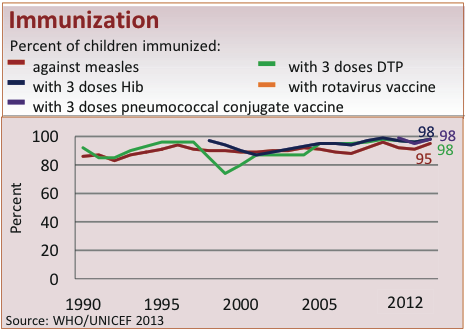 Immunization
Percent of children immunized:
against measles
with 3 doses DTP
with 3 doses Hib
with rotavirus vaccine
with 3 doses pneumococcal conjugate vaccine
Percent
100
80
60
40
20
0
98
98
98
95
1990 1995 2000 2005 2012
Source: WHO/UNICEF 2013